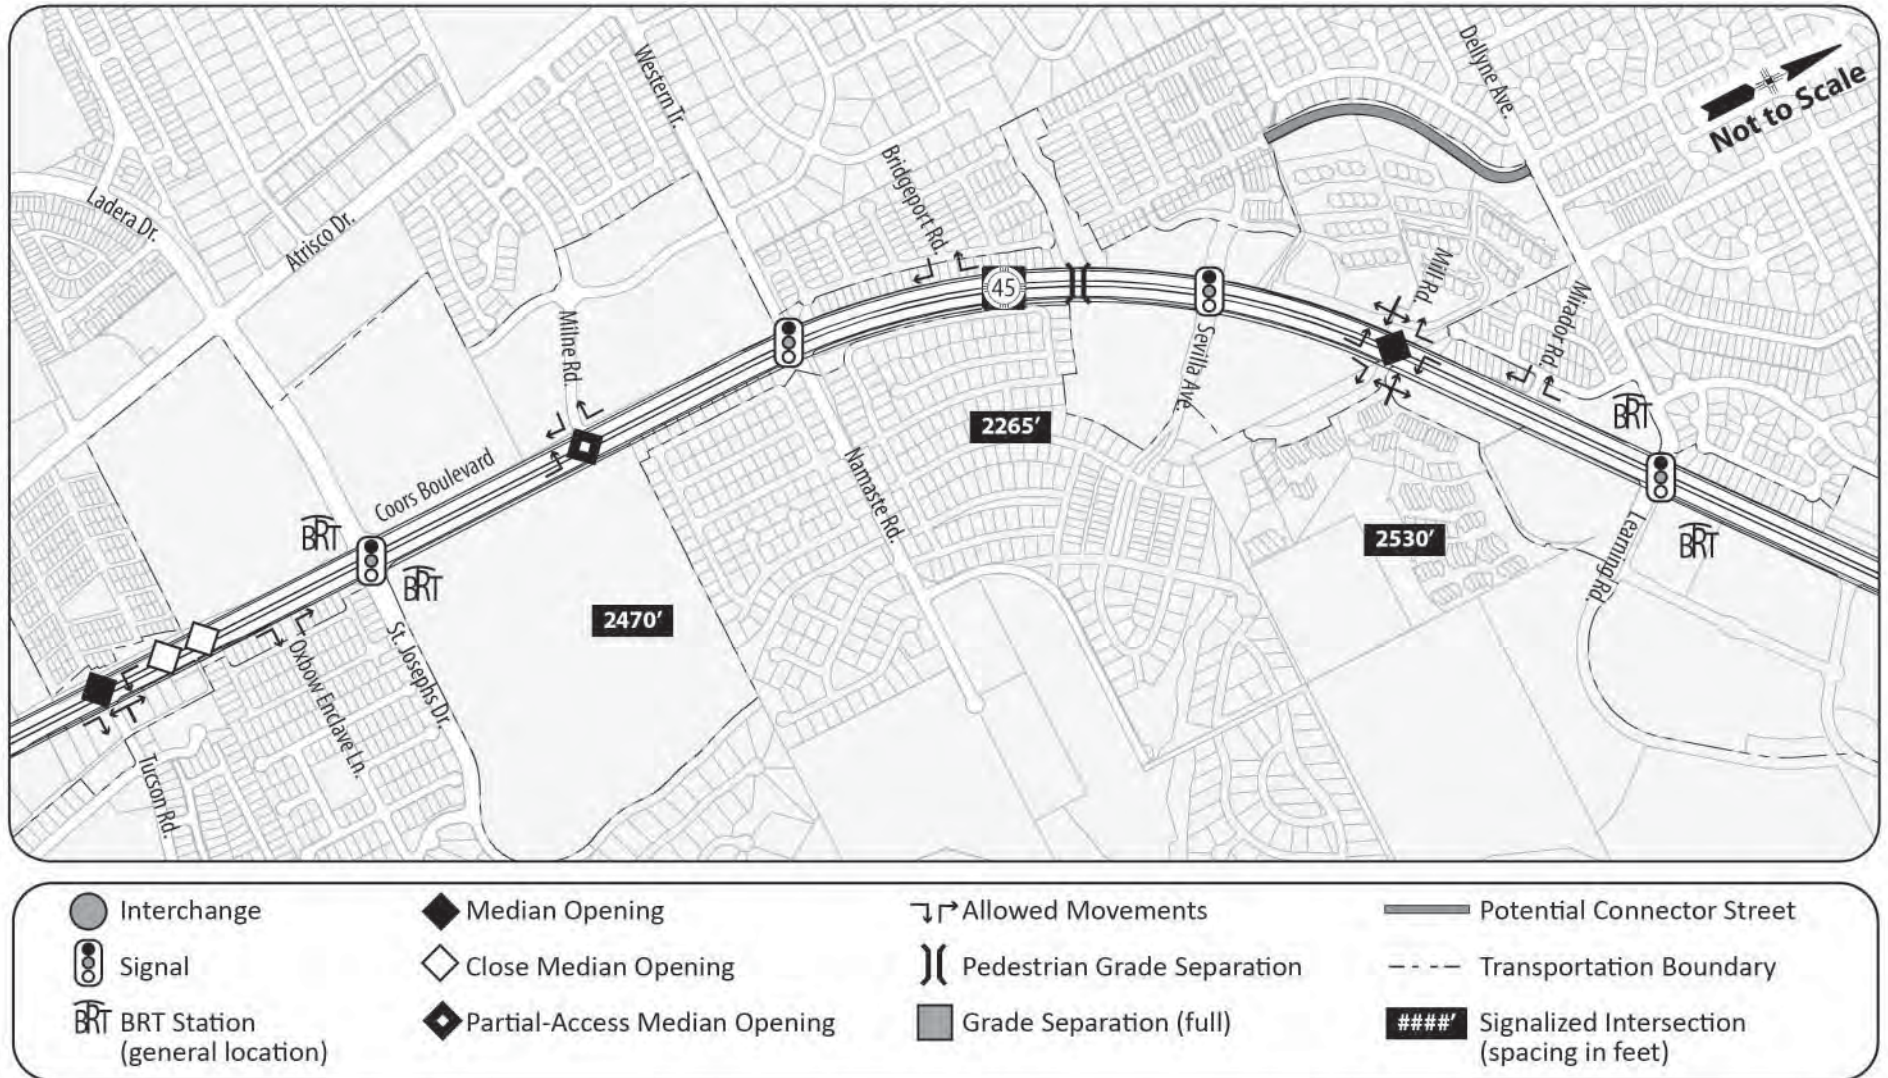 Western Tr.
Dellyne Ave.
Not to Scale
Bridgeport Rd.
Ladera Dr.
Atrisco Dr.
Mill Rd.
Mirador Rd.
45
Milne Rd.
Sevilla Ave.
BRT
2265'
Coors Boulevard
Namaste Rd.
BRT
2530'
BRT
Learning Rd.
BRT
2470'
St. Josephs Dr.
Oxbow Enclave Ln.
Tucson Rd.
Interchange
Median Opening
Allowed Movements
Potential Connector Street
Signal
Close Median Opening
Pedestrian Grade Separation
Transportation Boundary
BRT
BRT Station
(general location)
Partial-Access Median Opening
Grade Separation (full)
####'
Signalized Intersection
(spacing in feet)